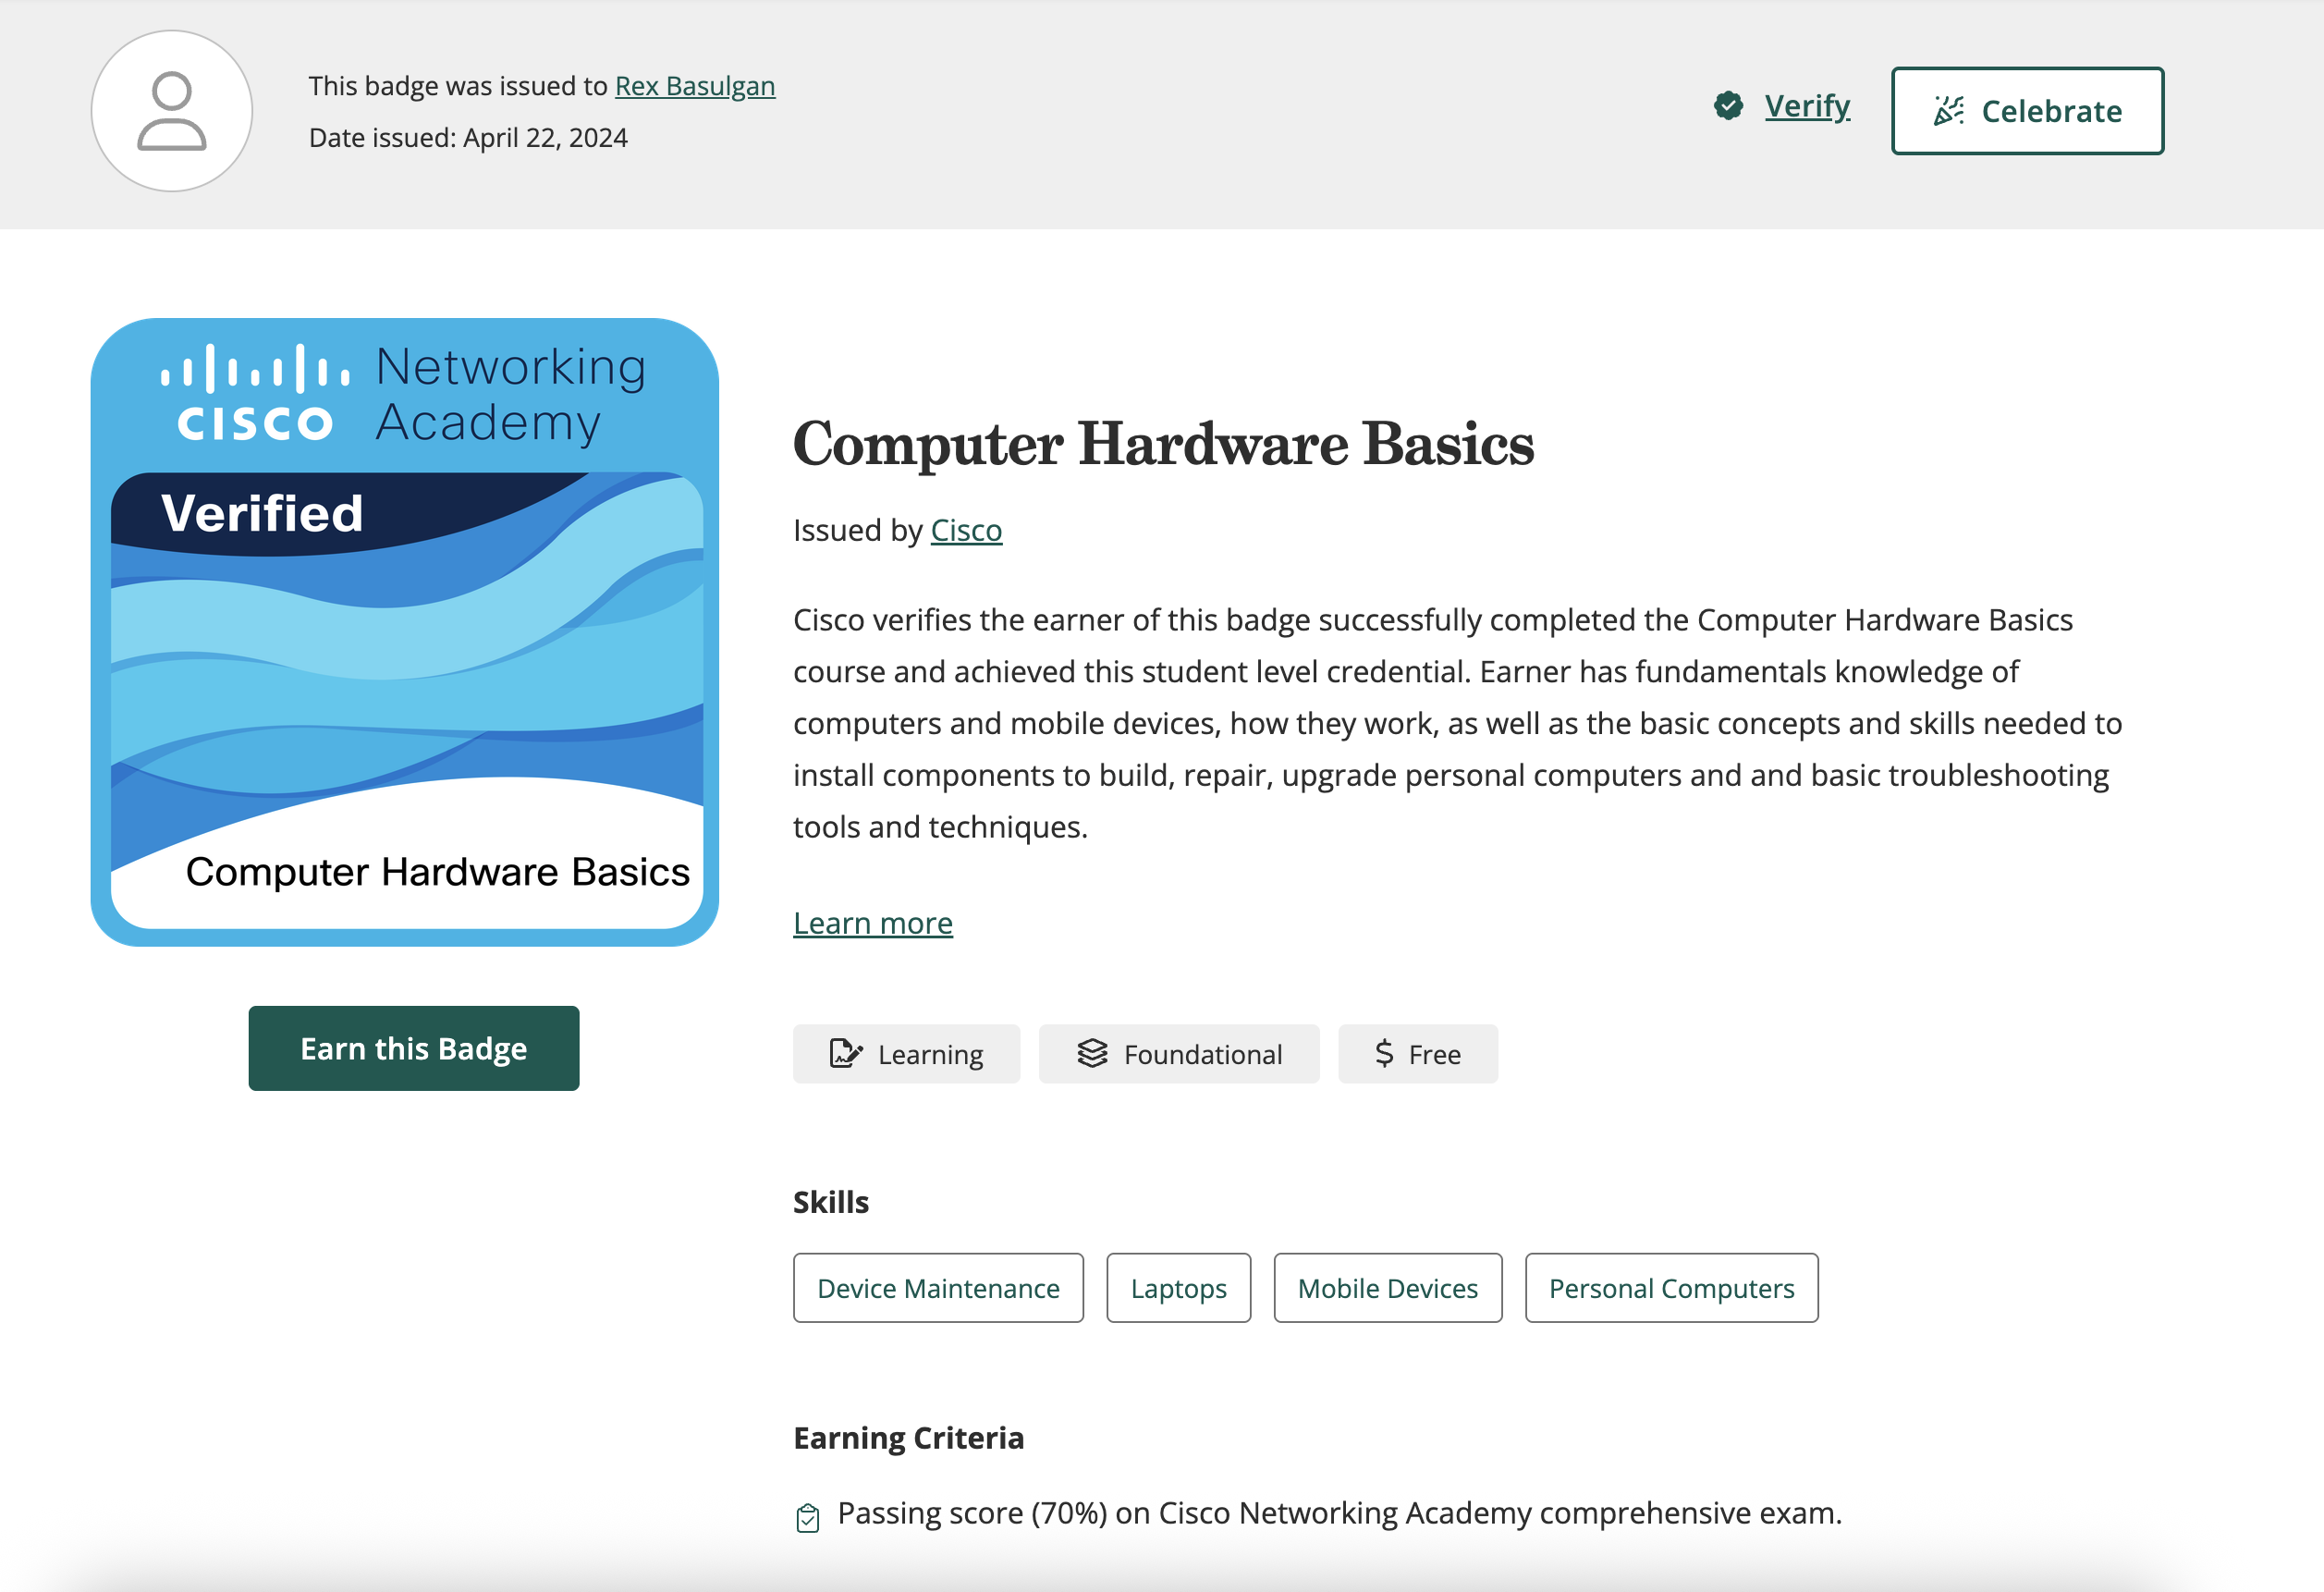 This badge was issued to Rex Basulgan
Date issued: April 22, 2024
Verify
Celebrate
CISCO
Networking
Academy
Verified
Computer Hardware Basics
Earn this Badge
Computer Hardware Basics
Issued by Cisco
Cisco verifies the earner of this badge successfully completed the Computer Hardware Basics
course and achieved this student level credential. Earner has fundamentals knowledge of
computers and mobile devices, how they work, as well as the basic concepts and skills needed to
install components to build, repair, upgrade personal computers and and basic troubleshooting
tools and techniques.
Learn more
Learning
Foundational
$ Free
Skills
Device Maintenance
Laptops
Mobile Devices
Personal Computers
Earning Criteria
Passing score (70%) on Cisco Networking Academy comprehensive exam.